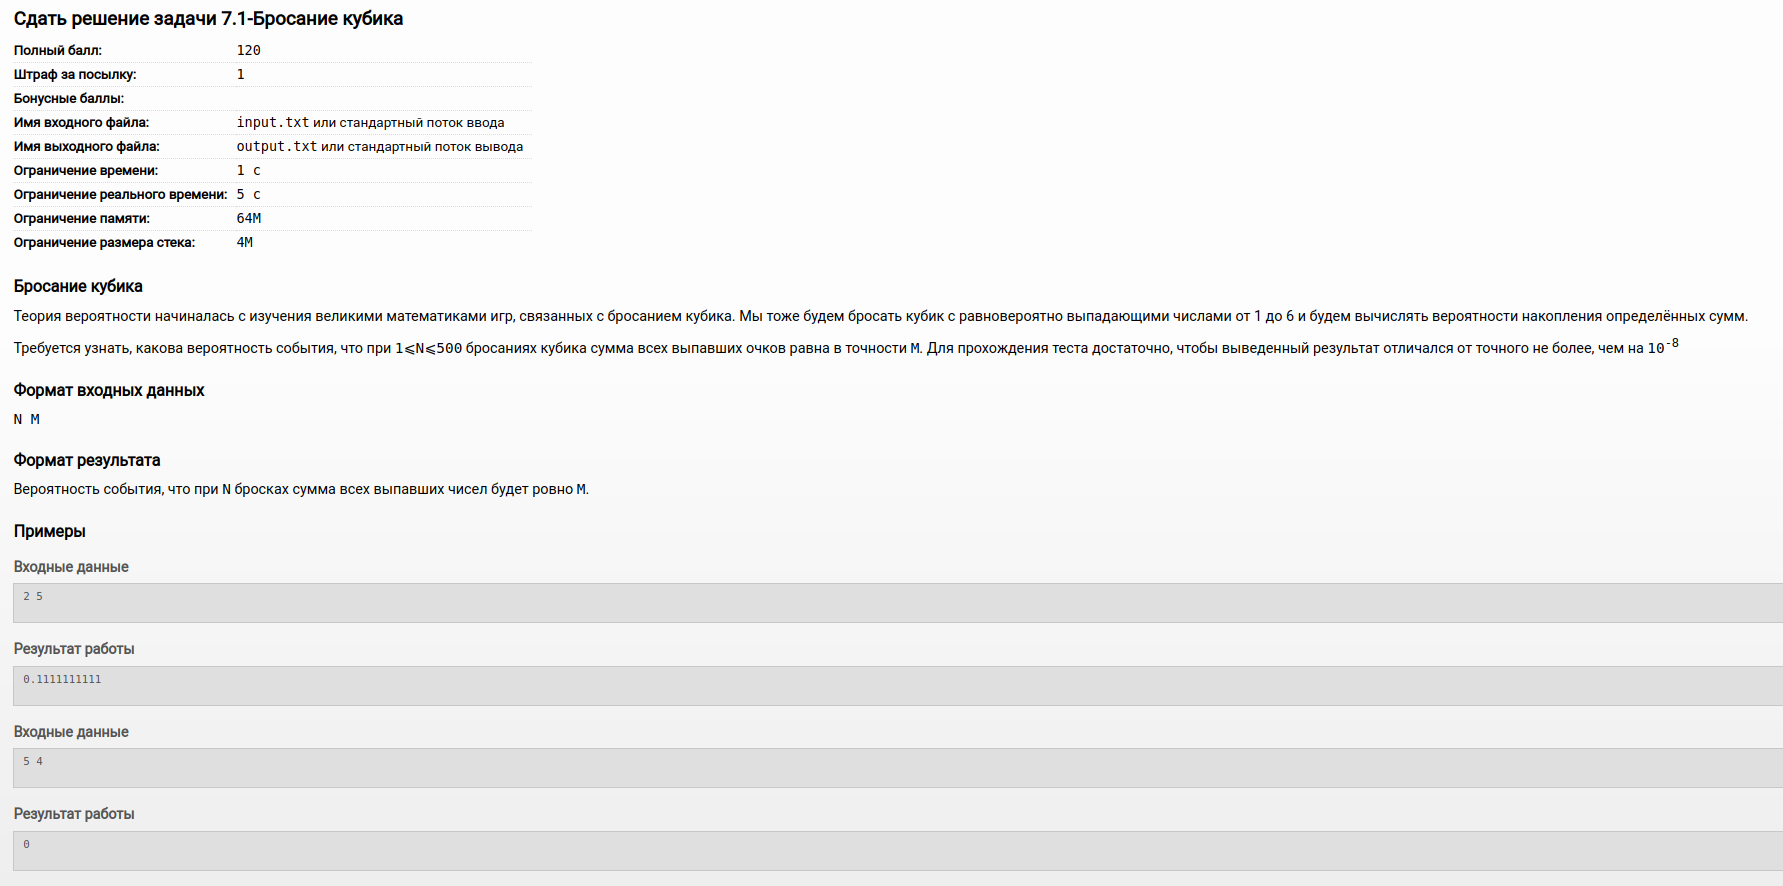 Сдать решение задачи 7.1-Бросание кубика
Полный балл: 120
Штраф за посылку: 1
Бонусные баллы:
Имя входного файла: input.txt или стандартный поток ввода
Имя выходного файла: output.txt или стандартный поток вывода
Ограничение времени: 1 с
Ограничение реального времени: 5 с
Ограничение памяти: 64M
Ограничение размера стека: 4M
Бросание кубика
Теория вероятности начиналась с изучения великими математиками игр, связанных с бросанием кубика. Мы тоже будем бросать кубик с равновероятно выпадающими числами от 1 до 6 и будем вычислять вероятности накопления определённых сумм.
Требуется узнать, какова вероятность события, что при 1⩽N⩽500 бросаниях кубика сумма всех выпавших очков равна в точности M. Для прохождения теста достаточно, чтобы выведенный результат отличался от точного не более, чем на 10⁻⁸
Формат входных данных
N M
Формат результата
Вероятность события, что при N бросках сумма всех выпавших чисел будет ровно M.
Примеры
Входные данные
2 5
Результат работы
0.1111111111
Входные данные
5 4
Результат работы
0